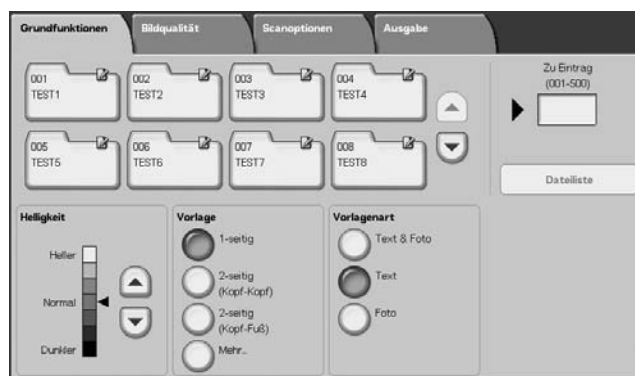 Grundfunktionen Bildqualität Scanoptionen Ausgabe
001 002 003 004
TEST1 TEST2 TEST3 TEST4
Zu Eintrag
(001-500)
005 006 007 008
TEST5 TEST6 TEST7 TEST8
Dateiliste
Helligkeit
Heller
Normal
Dunkler
Vorlage
1-seitig
2-seitig
(Kopf-Kopf)
2-seitig
(Kopf-Fuß)
Mehr...
Vorlagenart
Text & Foto
Text
Foto